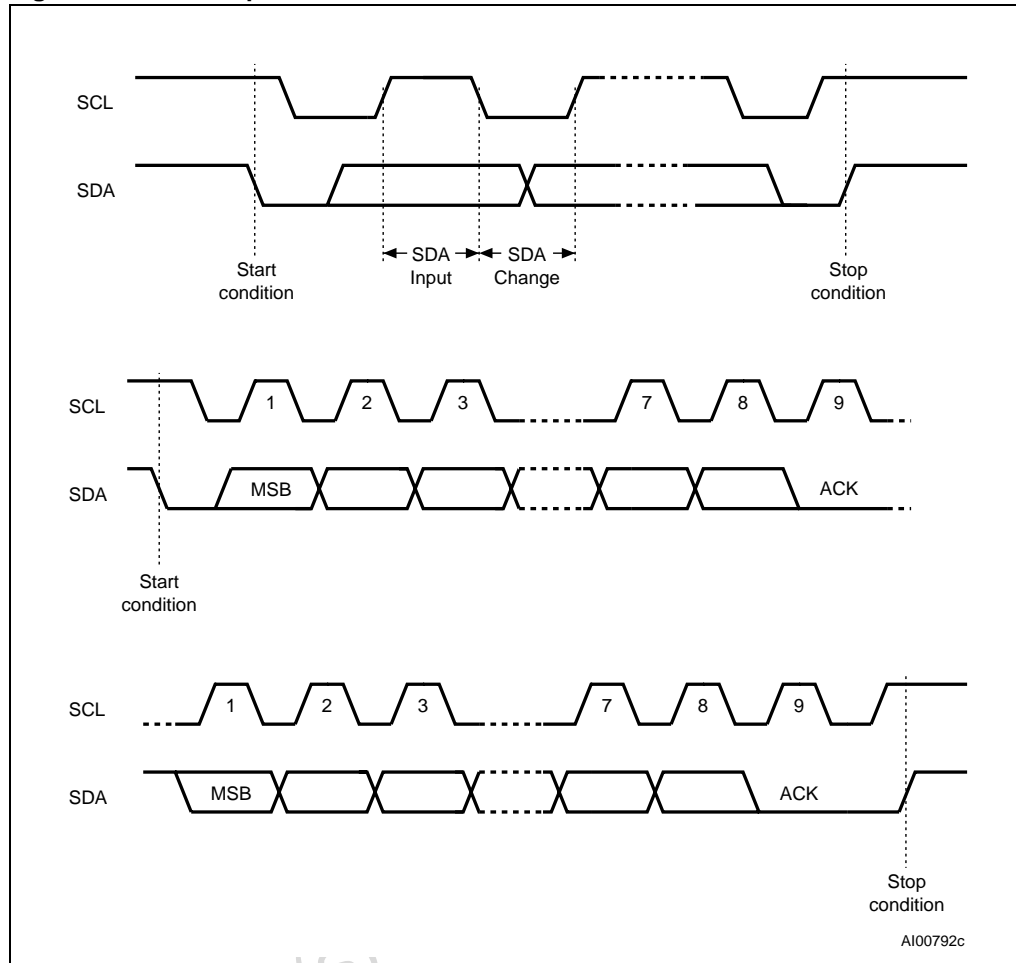 SCL
SDA
SDA
Input
SDA
Change
Start
condition
Stop
condition
SCL
1
2
3
7
8
9
SDA
MSB
ACK
Start
condition
SCL
1
2
3
7
8
9
SDA
MSB
ACK
Stop
condition
AI00792c